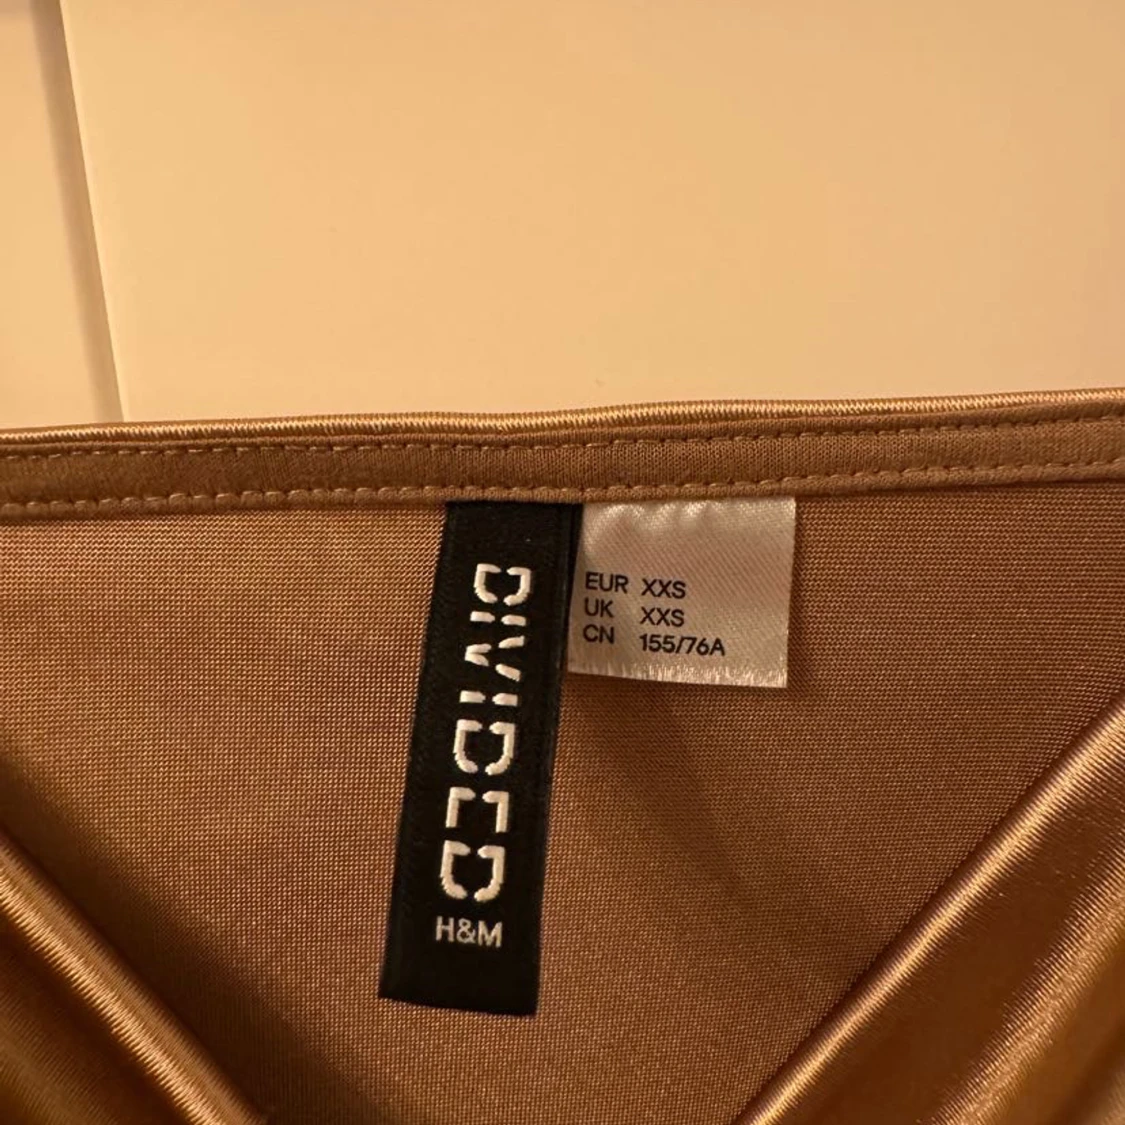 DIVIDED
H&M
EUR XXS
UK XXS
CN 155/76A